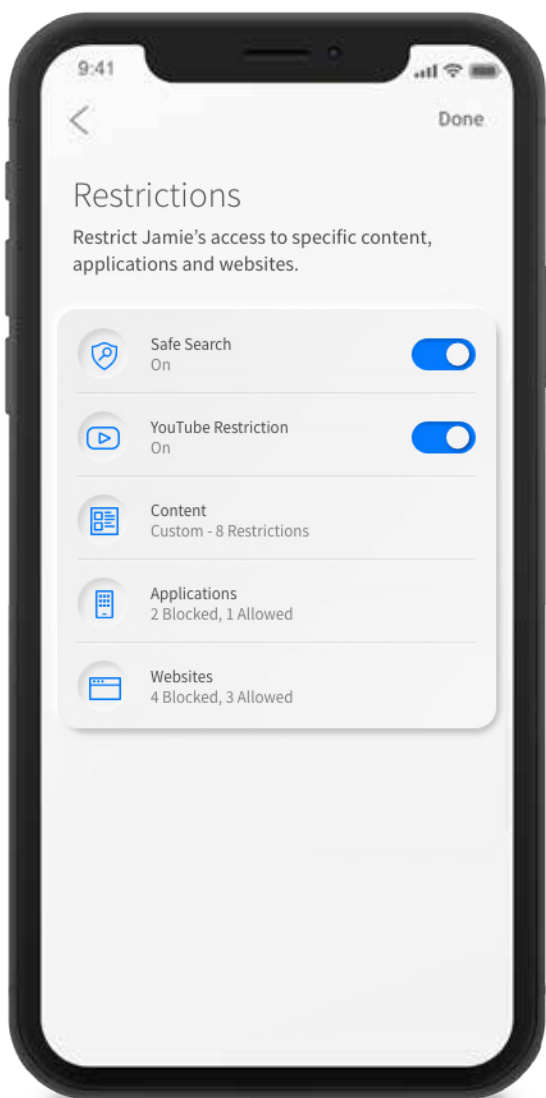 9:41
Done
Restrictions
Restrict Jamie’s access to specific content,
applications and websites.
Safe Search
On
YouTube Restriction
On
Content
Custom - 8 Restrictions
Applications
2 Blocked, 1 Allowed
Websites
4 Blocked, 3 Allowed